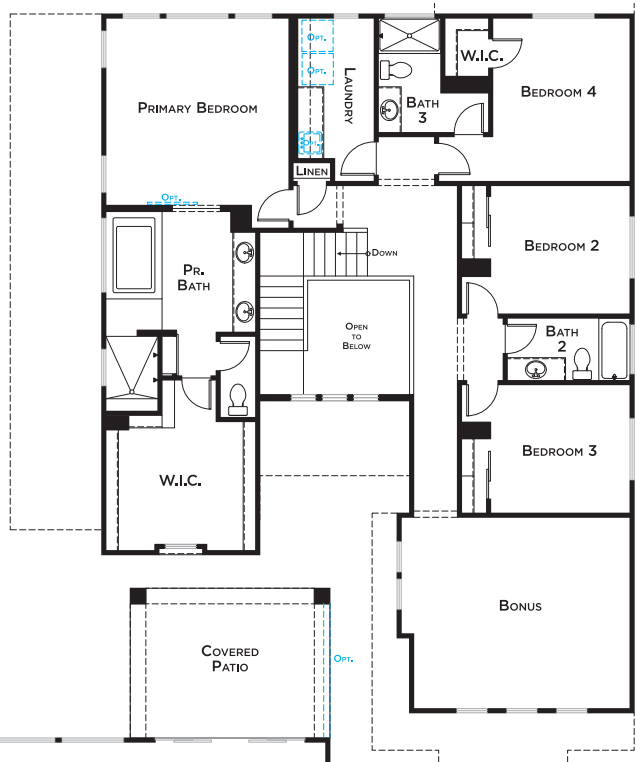 Opt.
Opt.
Opt.
Laundry
Primary Bedroom
Bath
3
W.I.C.
Bedroom 4
Linen
Opt.
Bedroom 2
Down
Pr.
Bath
Open
to
Below
Bath
2
Bedroom 3
W.I.C.
Bonus
Covered
Patio
Opt.